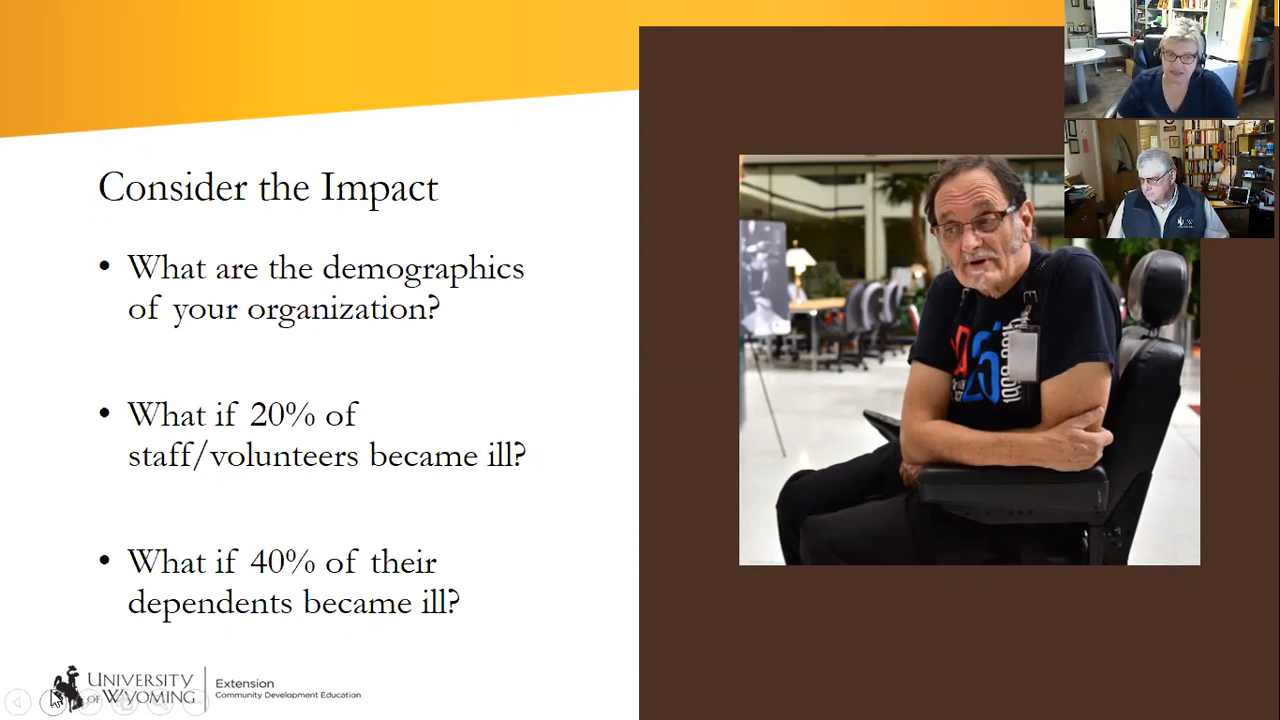 Consider the Impact
• What are the demographics
of your organization?
• What if 20% of
staff/volunteers became ill?
• What if 40% of their
dependents became ill?
UNIVERSITY
OF WYOMING
Extension
Community Development Education